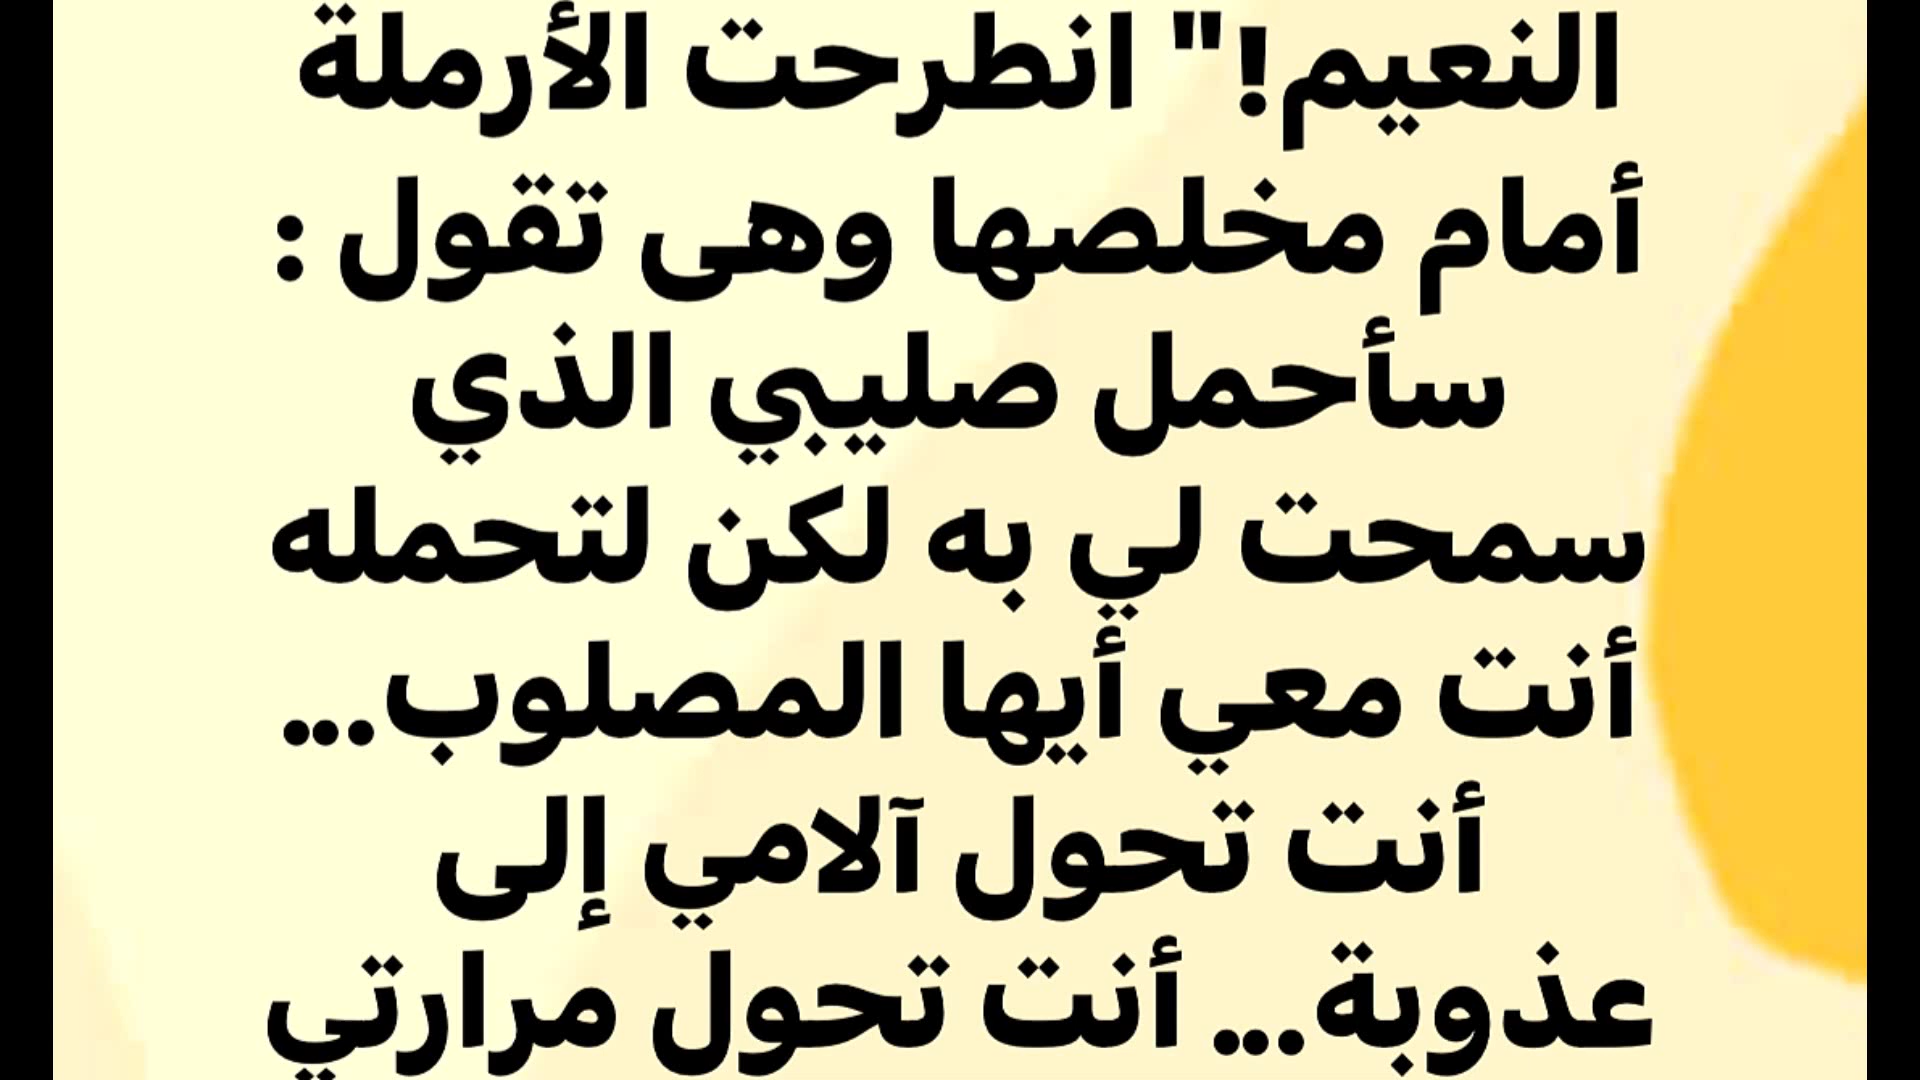 النعيم!" انطرحت الأرملة
أمام مخلصها وهى تقول :
سأحمل صليبي الذي
سمحت لي به لكن لتحمله
أنت معي أيها المصلوب...
أنت تحول آلامي إلى
عذوبة... أنت تحول مرارتي